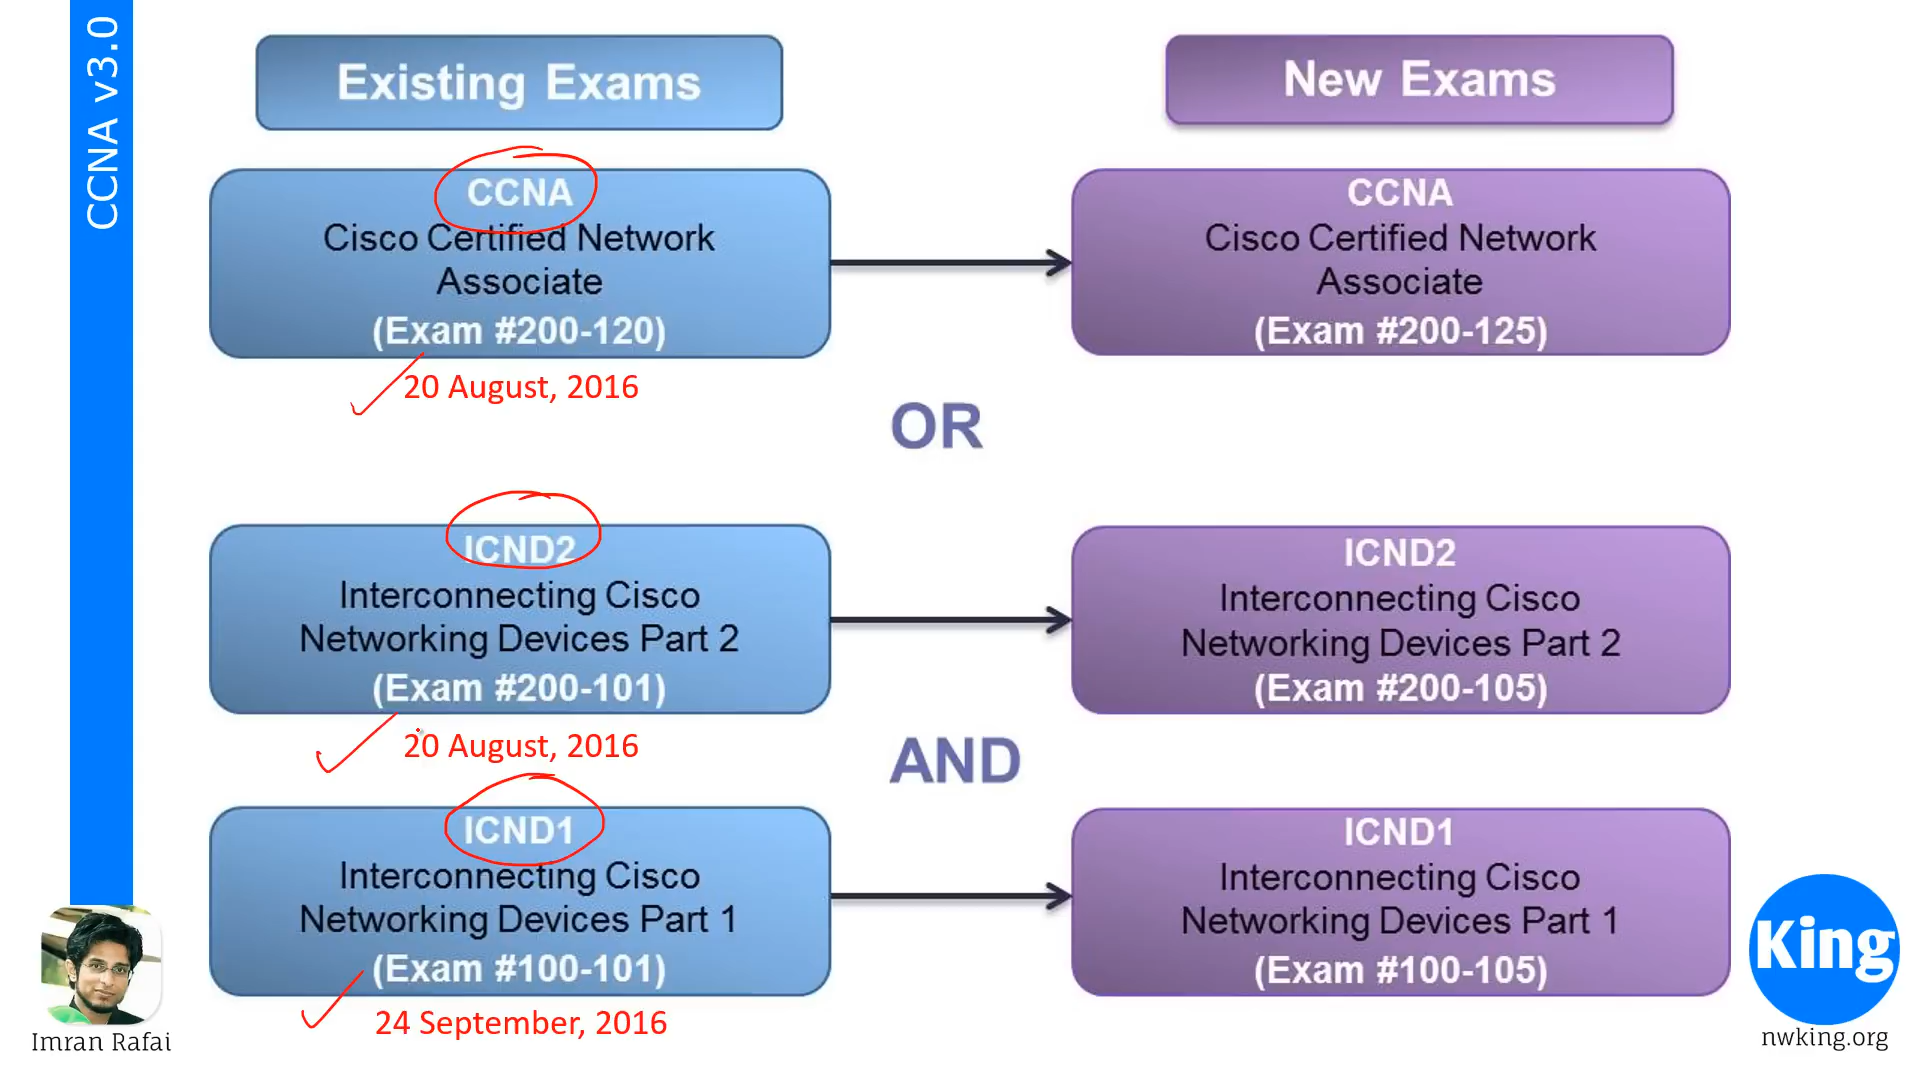 CCNA v3.0
Existing Exams
New Exams
CCNA
Cisco Certified Network
Associate
(Exam #200-120)
20 August, 2016
CCNA
Cisco Certified Network
Associate
(Exam #200-125)
OR
ICND2
Interconnecting Cisco
Networking Devices Part 2
(Exam #200-101)
20 August, 2016
ICND2
Interconnecting Cisco
Networking Devices Part 2
(Exam #200-105)
AND
ICND1
Interconnecting Cisco
Networking Devices Part 1
(Exam #100-101)
24 September, 2016
ICND1
Interconnecting Cisco
Networking Devices Part 1
(Exam #100-105)
Imran Rafai
King
nwking.org